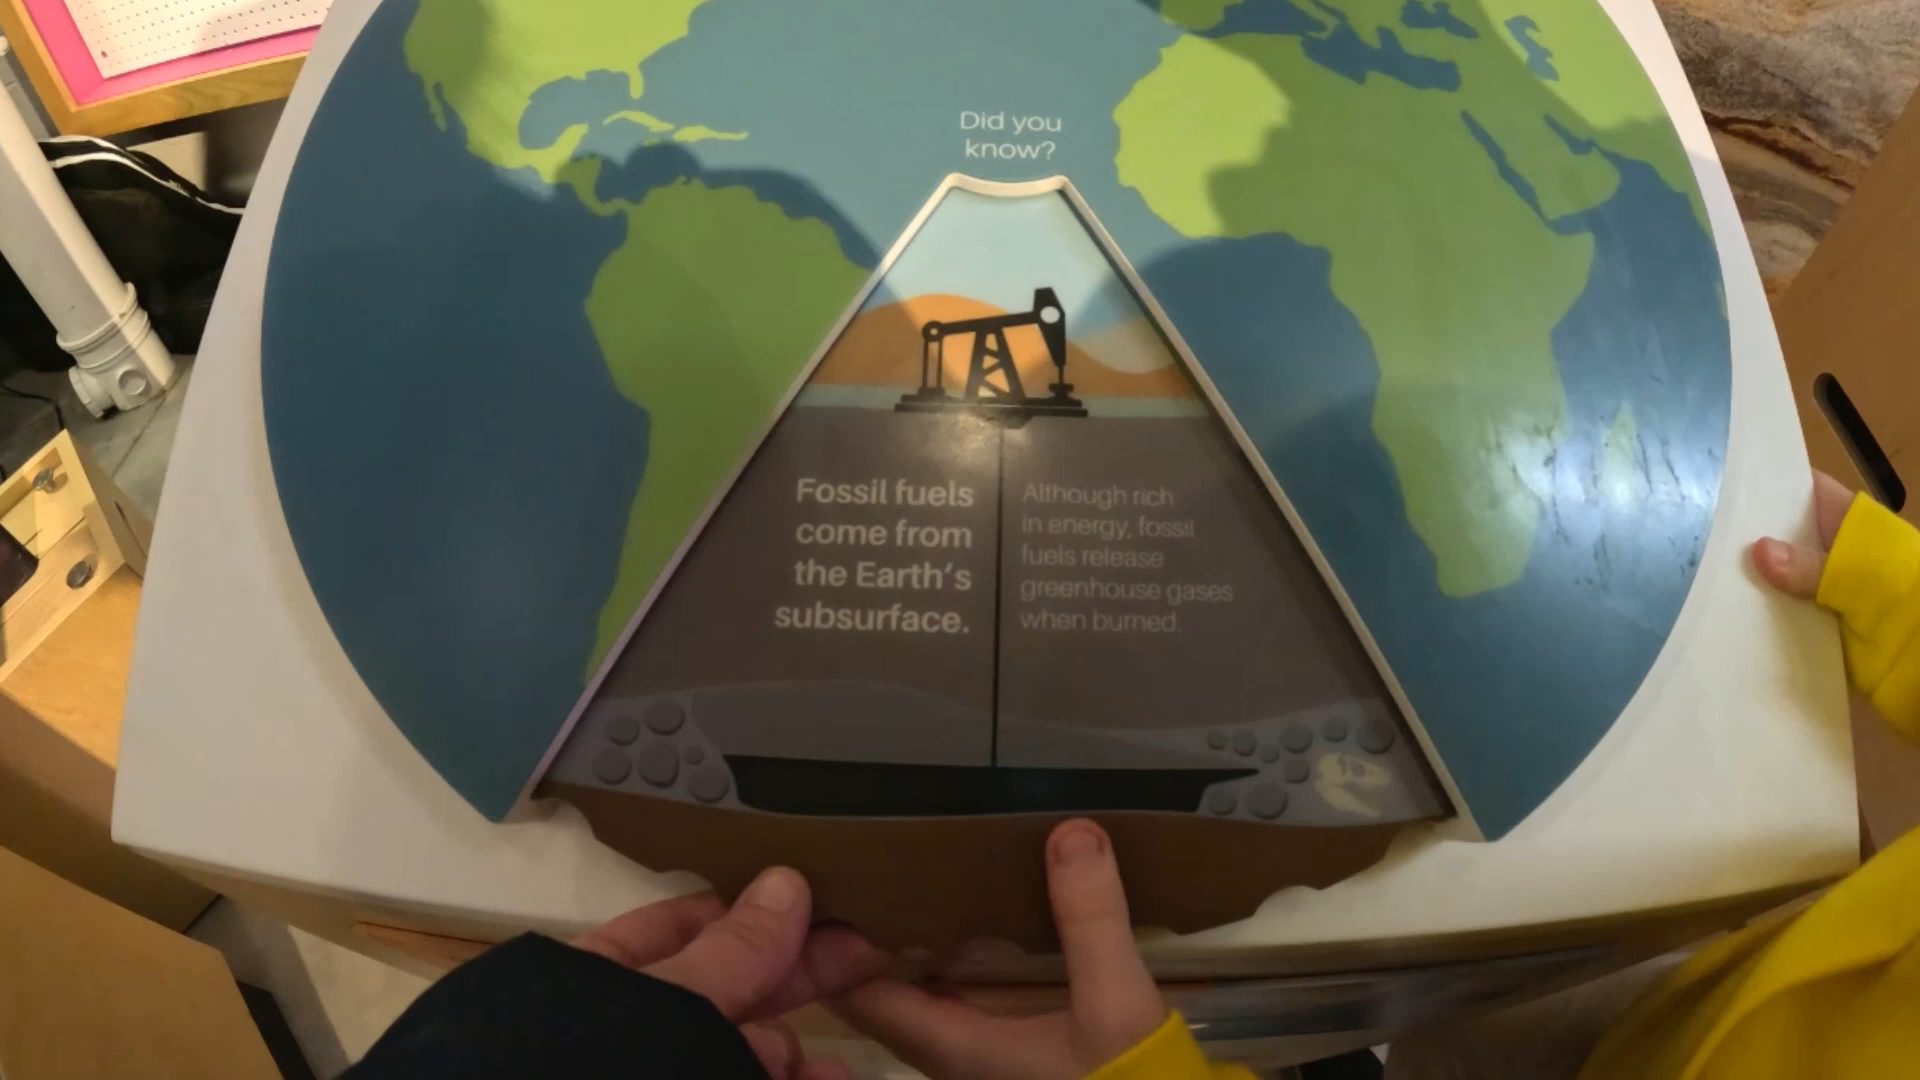 Did you
know?
Fossil fuels
come from
the Earth's
subsurface.
Although rich
in energy, fossil
fuels release
greenhouse gases
when burned.